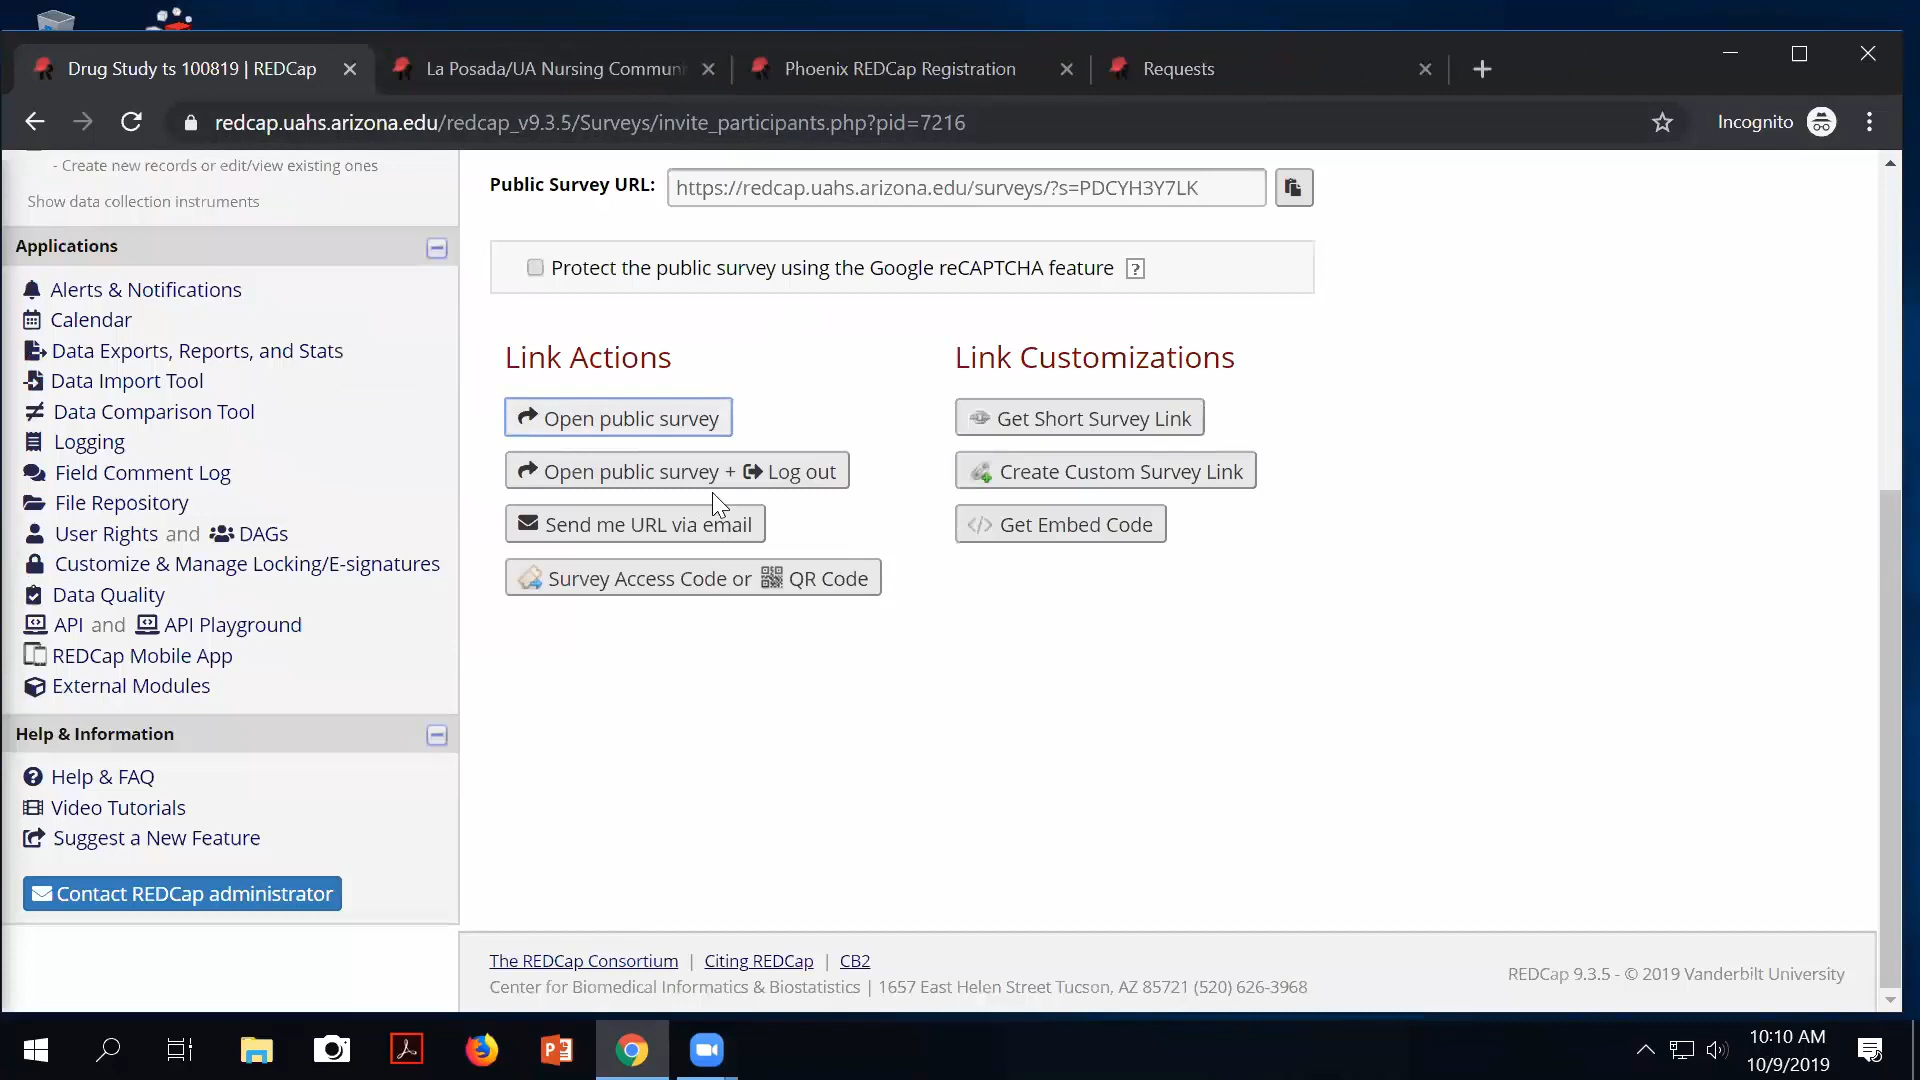 Drug Study ts 100819 | REDCap
La Posada/UA Nursing Commun
Phoenix REDCap Registration
Requests
redcap.uahs.arizona.edu/redcap_v9.3.5/Surveys/invite_participants.php?pid=7216
Incognito
- Create new records or edit/view existing ones
Show data collection instruments
Applications
Alerts & Notifications
Calendar
Data Exports, Reports, and Stats
Data Import Tool
Data Comparison Tool
Logging
Field Comment Log
File Repository
User Rights and DAGs
Customize & Manage Locking/E-signatures
Data Quality
API and API Playground
REDCap Mobile App
External Modules
Help & Information
Help & FAQ
Video Tutorials
Suggest a New Feature
Contact REDCap administrator
Public Survey URL: https://redcap.uahs.arizona.edu/surveys/?s=PDCYH3Y7LK
Protect the public survey using the Google reCAPTCHA feature ?
Link Actions
Open public survey
Open public survey + Log out
Send me URL via email
Survey Access Code or QR Code
Link Customizations
Get Short Survey Link
Create Custom Survey Link
Get Embed Code
The REDCap Consortium | Citing REDCap | CB2
Center for Biomedical Informatics & Biostatistics | 1657 East Helen Street Tucson, AZ 85721 (520) 626-3968
REDCap 9.3.5 - © 2019 Vanderbilt University
10:10 AM
10/9/2019